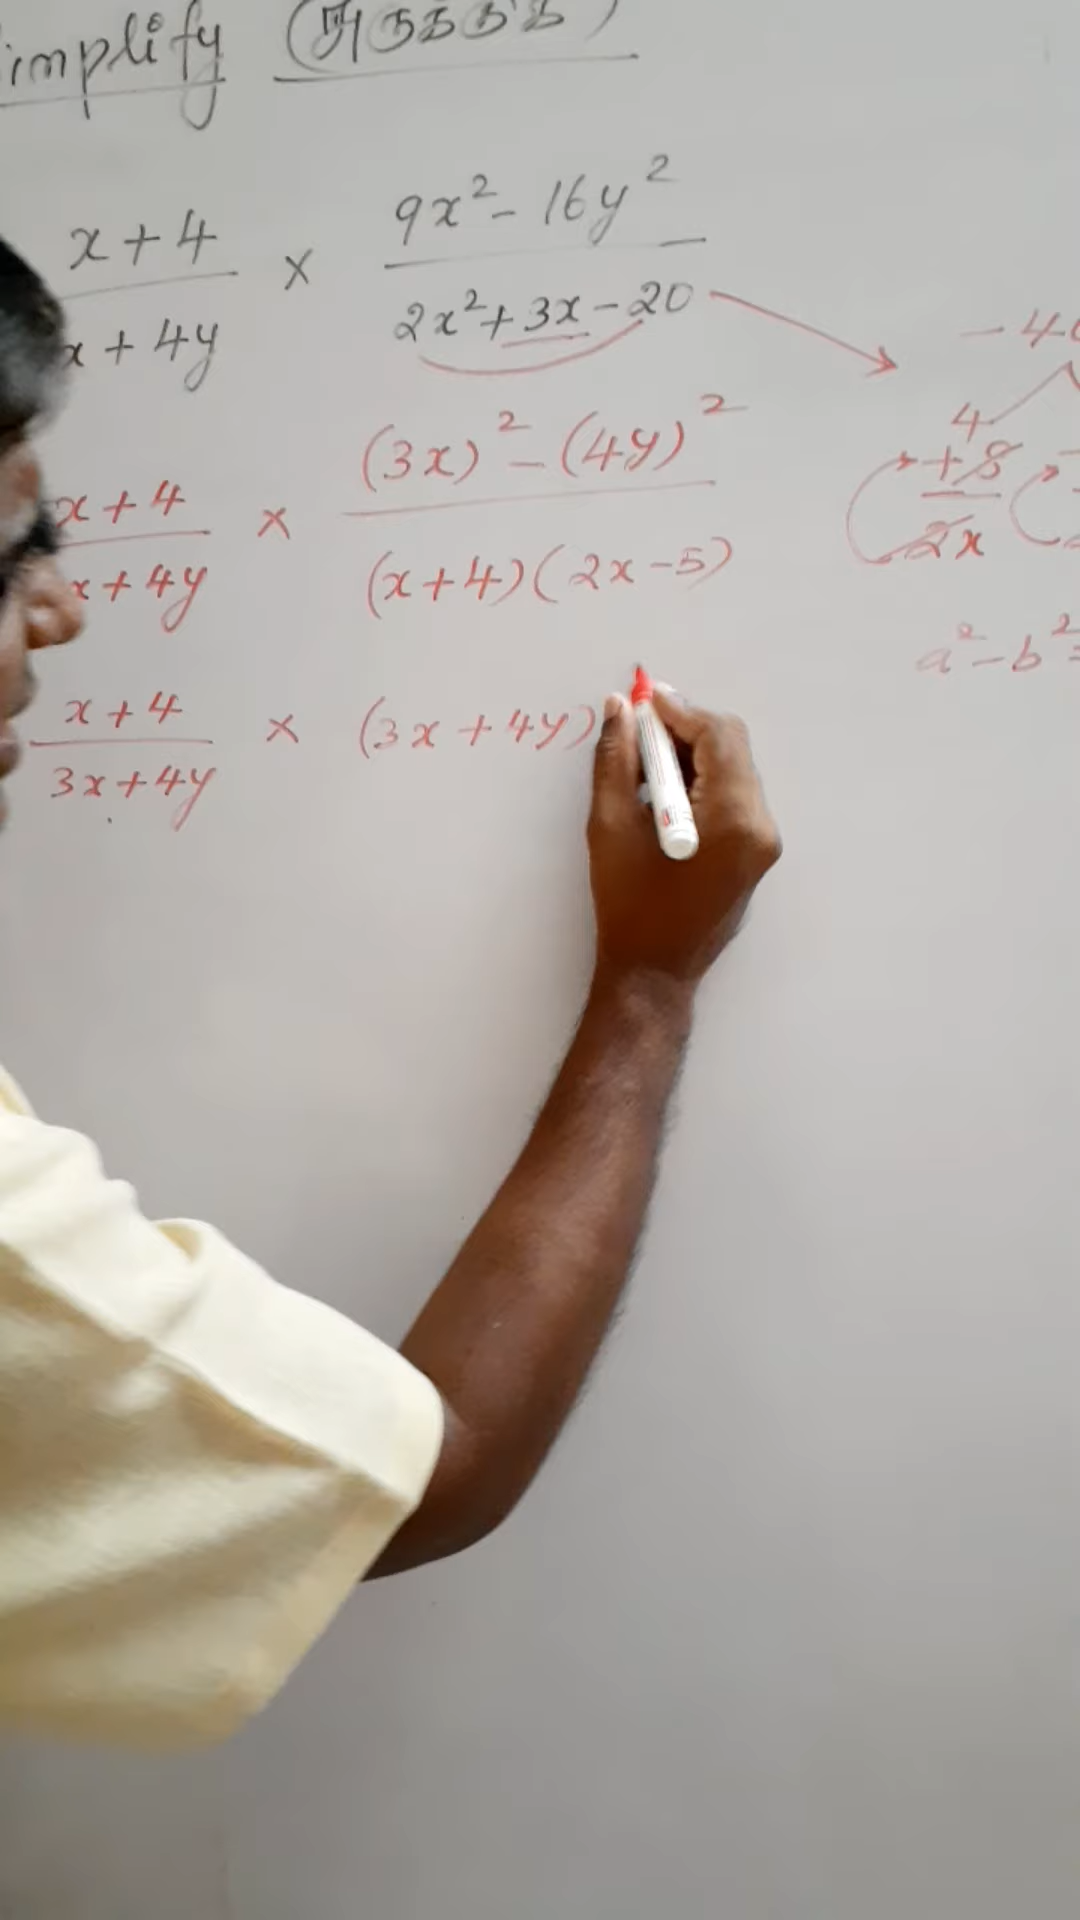 implify (சுருக்குக)
x + 4 / x + 4y × 9x² - 16y² / 2x² + 3x - 20
- 40
4
+8 / 2x
x + 4 / x + 4y × (3x)² - (4y)² / (x + 4)(2x - 5)
a² - b² =
x + 4 / 3x + 4y × (3x + 4y)